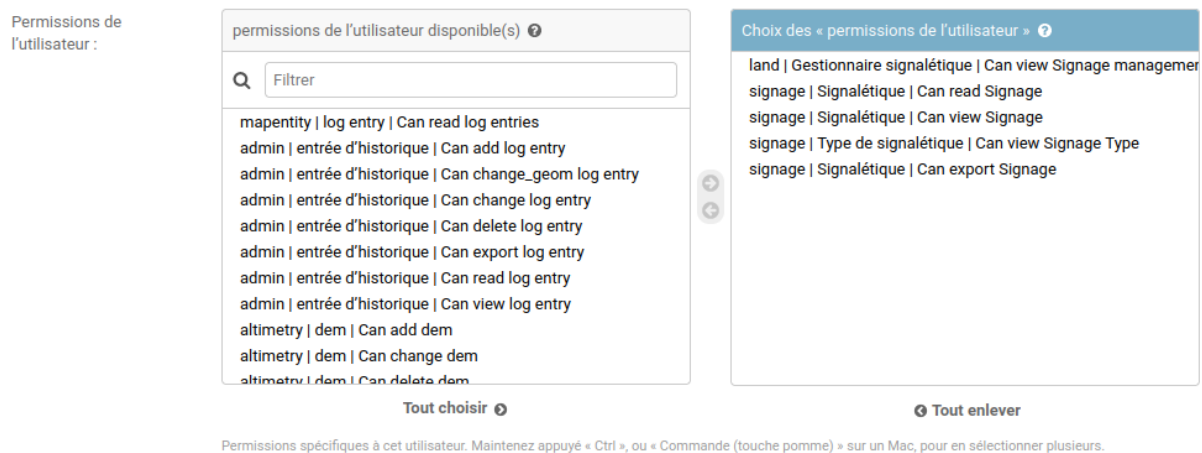 Permissions de
l'utilisateur :
permissions de l'utilisateur disponible(s)
Filtrer
mapentity | log entry | Can read log entries
admin | entrée d'historique | Can add log entry
admin | entrée d'historique | Can change_geom log entry
admin | entrée d'historique | Can change log entry
admin | entrée d'historique | Can delete log entry
admin | entrée d'historique | Can export log entry
admin | entrée d'historique | Can read log entry
admin | entrée d'historique | Can view log entry
altimetry | dem | Can add dem
altimetry | dem | Can change dem
altimetry | dem | Can delete dem
Tout choisir
Choix des « permissions de l'utilisateur »
land | Gestionnaire signalétique | Can view Signage managemen
signage | Signalétique | Can read Signage
signage | Signalétique | Can view Signage
signage | Type de signalétique | Can view Signage Type
signage | Signalétique | Can export Signage
Tout enlever
Permissions spécifiques à cet utilisateur. Maintenez appuyé « Ctrl », ou « Commande (touche pomme) » sur un Mac, pour en sélectionner plusieurs.